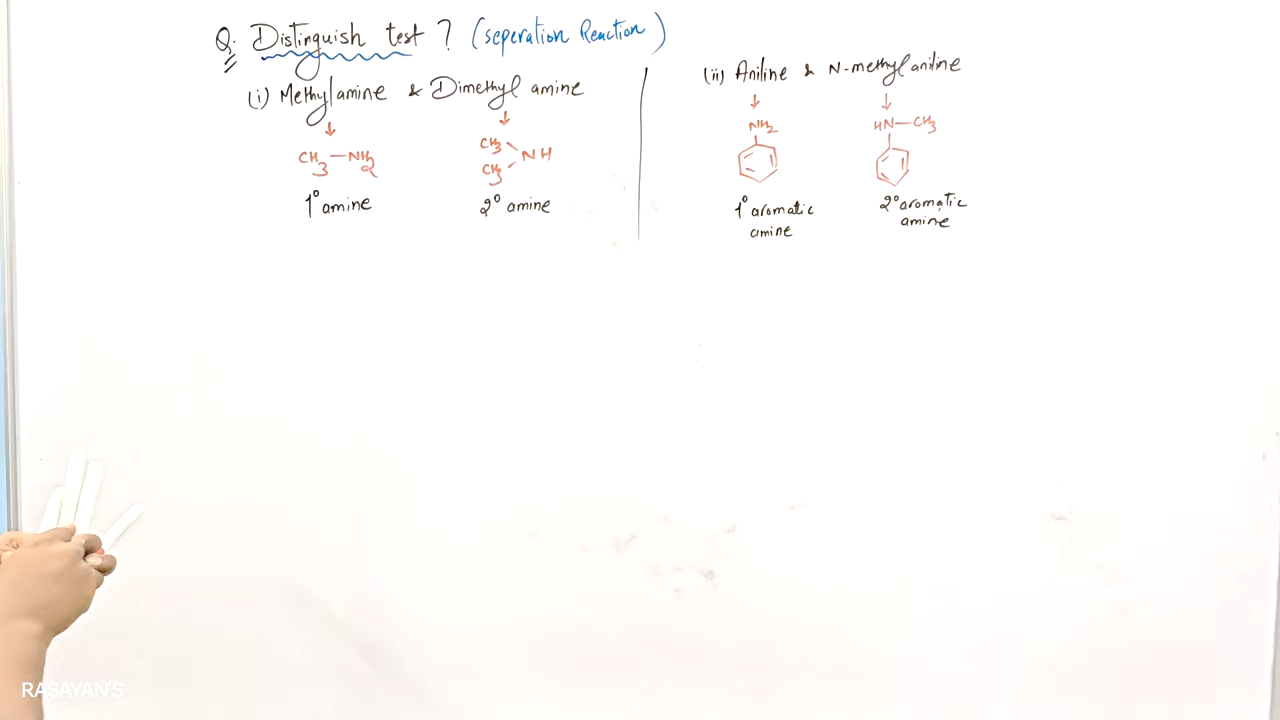 Q. Distinguish test ? (seperation Reaction)
(i) Methylamine & Dimethyl amine
CH3 — NH2
CH3
CH3
NH
1° amine
2° amine
(ii) Aniline & N-methylaniline
NH2
HN—CH3
1° aromatic
amine
2° aromatic
amine
RASAYAN'S